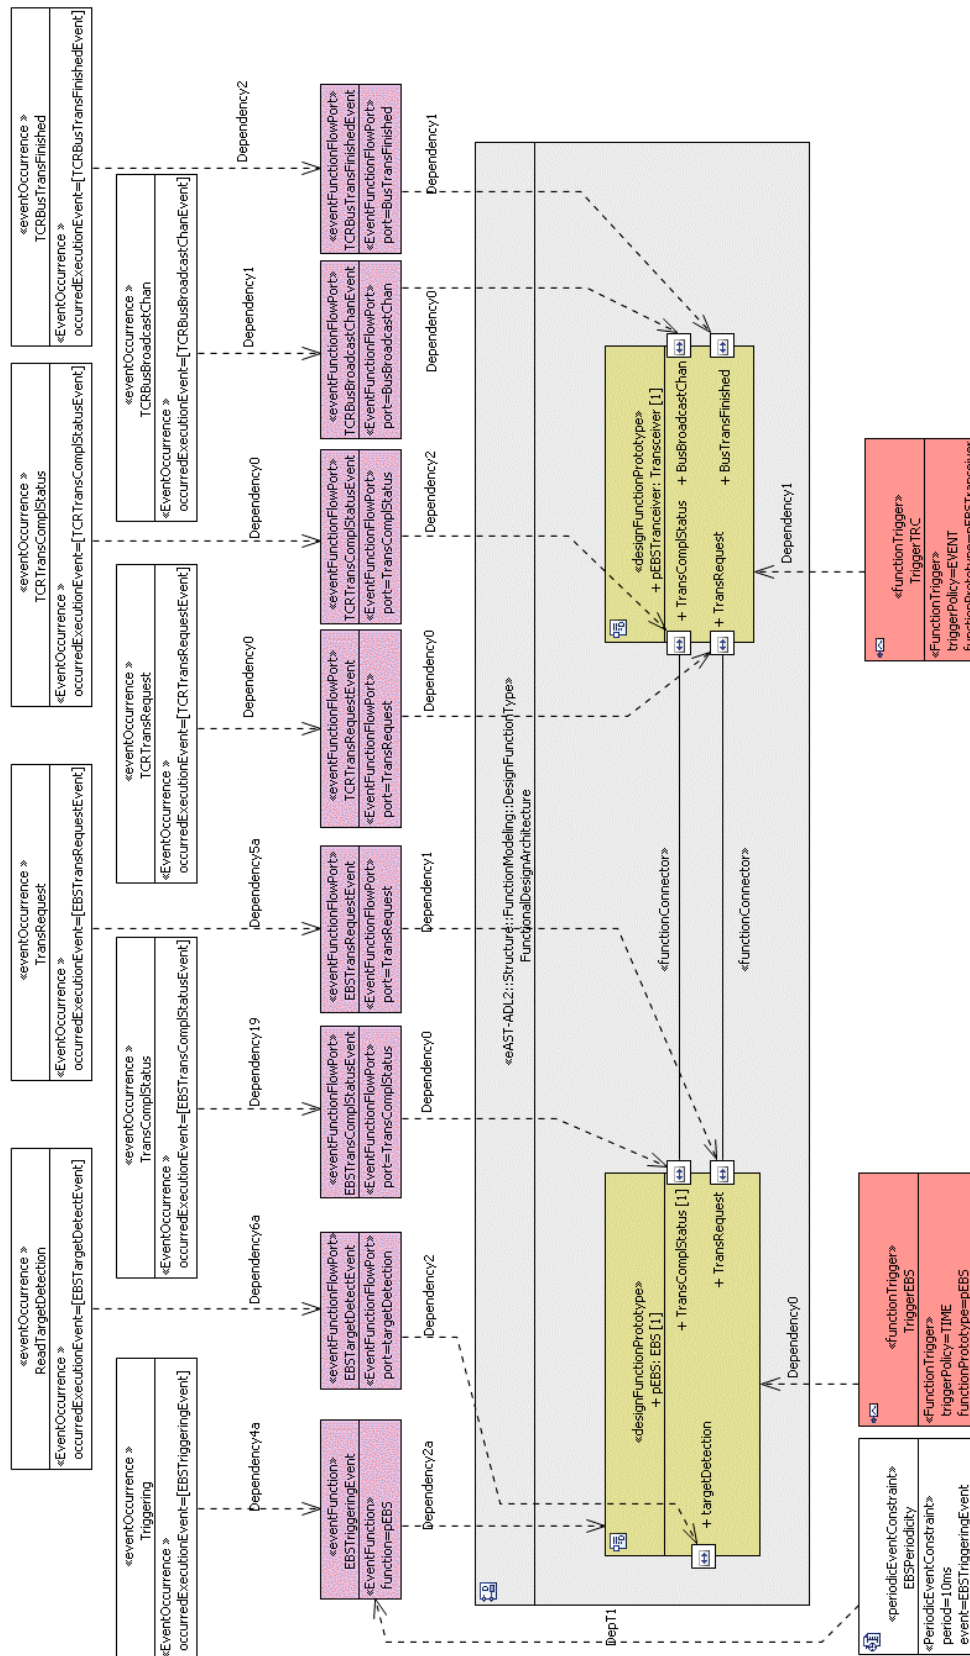 «eventOccurrence »
Triggering
«EventOccurrence »
occurredExecutionEvent=[EBSTriggeringEvent]
«eventOccurrence »
ReadTargetDetection
«EventOccurrence »
occurredExecutionEvent=[EBSTargetDetectEvent]
«eventOccurrence »
TransComplStatus
«EventOccurrence »
occurredExecutionEvent=[EBSTransComplStatusEvent]
«eventOccurrence »
TransRequest
«EventOccurrence »
occurredExecutionEvent=[EBSTransRequestEvent]
«eventOccurrence »
TCRTransRequest
«EventOccurrence »
occurredExecutionEvent=[TCRTransRequestEvent]
«eventOccurrence »
TCRTransComplStatus
«EventOccurrence »
occurredExecutionEvent=[TCRTransComplStatusEvent]
«eventOccurrence »
TCRBusBroadcastChan
«EventOccurrence »
occurredExecutionEvent=[TCRBusBroadcastChanEvent]
«eventOccurrence »
TCRBusTransFinished
«EventOccurrence »
occurredExecutionEvent=[TCRBusTransFinishedEvent]
Dependency4a
Dependency6a
Dependency19
Dependency5a
Dependency0
Dependency0
Dependency1
Dependency2
«eventFunction»
EBSTriggeringEvent
«EventFunction»
function=pEBS
«eventFunctionFlowPort»
EBSTargetDetectEvent
«EventFunctionFlowPort»
port=targetDetection
«eventFunctionFlowPort»
EBSTransComplStatusEvent
«EventFunctionFlowPort»
port=TransComplStatus
«eventFunctionFlowPort»
EBSTransRequestEvent
«EventFunctionFlowPort»
port=TransRequest
«eventFunctionFlowPort»
TCRTransRequestEvent
«EventFunctionFlowPort»
port=TransRequest
«eventFunctionFlowPort»
TCRTransComplStatusEvent
«EventFunctionFlowPort»
port=TransComplStatus
«eventFunctionFlowPort»
TCRBusBroadcastChanEvent
«EventFunctionFlowPort»
port=BusBroadcastChan
«eventFunctionFlowPort»
TCRBusTransFinishedEvent
«EventFunctionFlowPort»
port=BusTransFinished
Dependency2a
Dependency2
Dependency0
Dependency1
Dependency0
Dependency2
Dependency0
Dependency1
«eAST-ADL2::Structure::FunctionModeling::DesignFunctionType»
FunctionalDesignArchitecture
DepT1
«designFunctionPrototype»
+ pEBS: EBS [1]
+ targetDetection
+ TransComplStatus [1]
+ TransRequest
«functionConnector»
«functionConnector»
«designFunctionPrototype»
+ pEBSTranceiver: Transceiver [1]
+ TransComplStatus
+ BusBroadcastChan
+ TransRequest
+ BusTransFinished
Dependency0
Dependency1
«periodicEventConstraint»
EBSPeriodicity
«PeriodicEventConstraint»
period=10ms
event=EBSTriggeringEvent
«functionTrigger»
TriggerEBS
«FunctionTrigger»
triggerPolicy=TIME
functionPrototype=pEBS
«functionTrigger»
TriggerTRC
«FunctionTrigger»
triggerPolicy=EVENT
functionPrototype=pEBSTranceiver